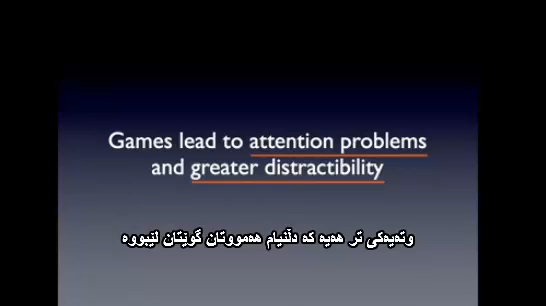 Games lead to attention problems
and greater distractibility
وتەیەکی تر هەیە کە دڵنیام هەمووتان گوێتان لێبووە